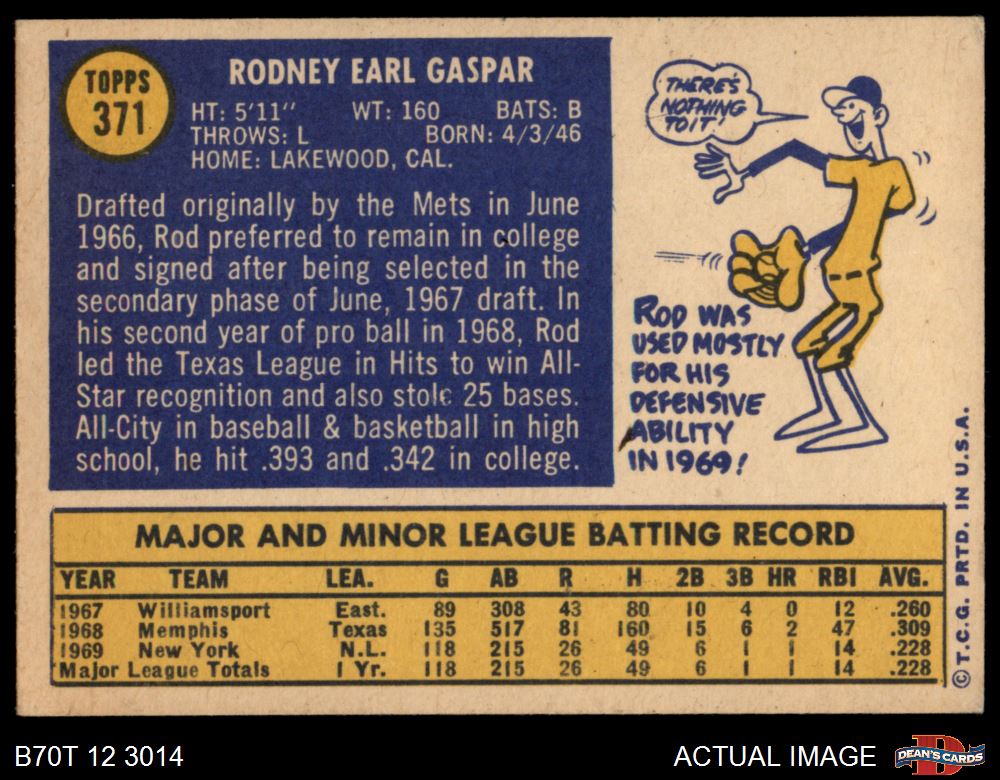 TOPPS
371
RODNEY EARL GASPAR
HT: 5'11" WT: 160 BATS: B
THROWS: L BORN: 4/3/46
HOME: LAKEWOOD, CAL.
Drafted originally by the Mets in June
1966, Rod preferred to remain in college
and signed after being selected in the
secondary phase of June, 1967 draft. In
his second year of pro ball in 1968, Rod
led the Texas League in Hits to win All-
Star recognition and also stole 25 bases.
All-City in baseball & basketball in high
school, he hit .393 and .342 in college.
THERE'S
NOTHING
TO IT!
ROD WAS
USED MOSTLY
FOR HIS
DEFENSIVE
ABILITY
IN 1969!
MAJOR AND MINOR LEAGUE BATTING RECORD
YEAR TEAM LEA. G AB R H 2B 3B HR RBI AVG.
1967 Williamsport East. 89 308 43 80 10 4 0 12 .260
1968 Memphis Texas 135 517 81 160 15 6 2 47 .309
1969 New York N.L. 118 215 26 49 6 1 1 14 .228
Major League Totals 1 Yr. 118 215 26 49 6 1 1 14 .228
© T.C.G. PRTD. IN U.S.A.
B70T 12 3014
ACTUAL IMAGE
D
DEAN'S CARDS